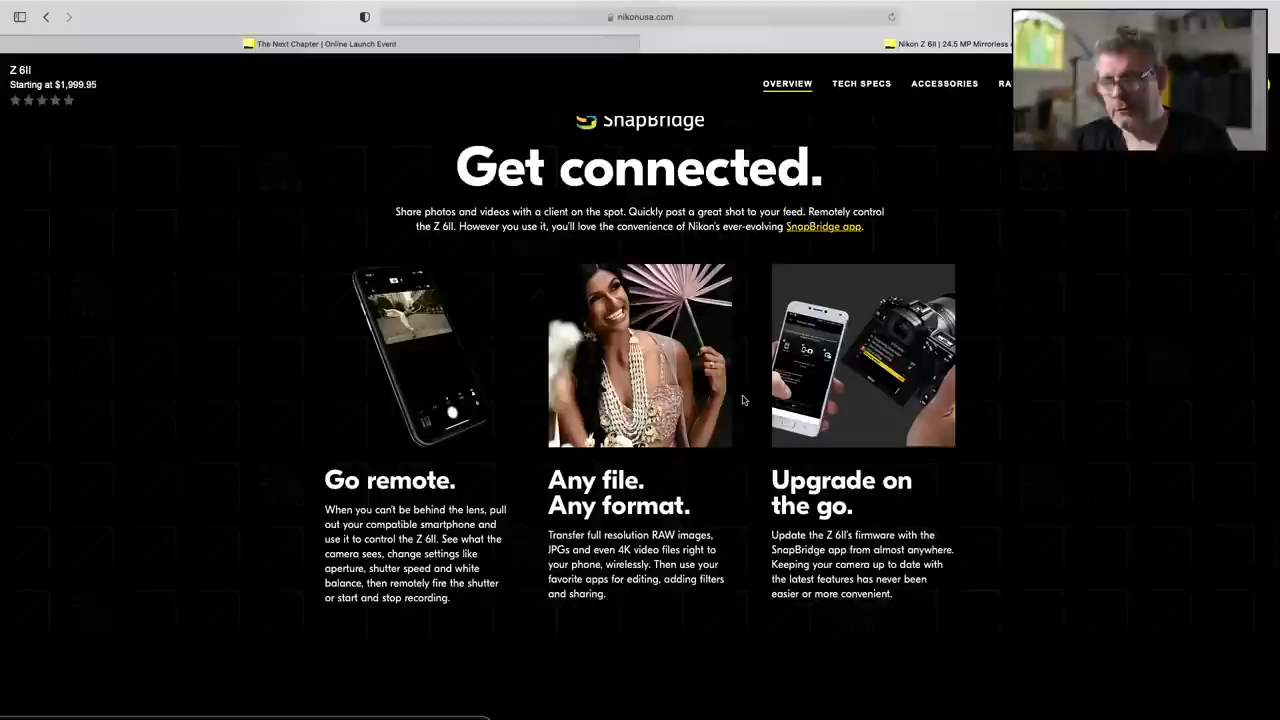 nikonusa.com
The Next Chapter | Online Launch Event
Nikon Z 6II | 24.5 MP Mirrorless
Z 6II
Starting at $1,999.95
OVERVIEW
TECH SPECS
ACCESSORIES
SnapBridge
Get connected.
Share photos and videos with a client on the spot. Quickly post a great shot to your feed. Remotely control
the Z 6II. However you use it, you'll love the convenience of Nikon's ever-evolving SnapBridge app.
Go remote.
When you can't be behind the lens, pull
out your compatible smartphone and
use it to control the Z 6II. See what the
camera sees, change settings like
aperture, shutter speed and white
balance, then remotely fire the shutter
or start and stop recording.
Any file.
Any format.
Transfer full resolution RAW images,
JPGs and even 4K video files right to
your phone, wirelessly. Then use your
favorite apps for editing, adding filters
and sharing.
Upgrade on
the go.
Update the Z 6II's firmware with the
SnapBridge app from almost anywhere.
Keeping your camera up to date with
the latest features has never been
easier or more convenient.